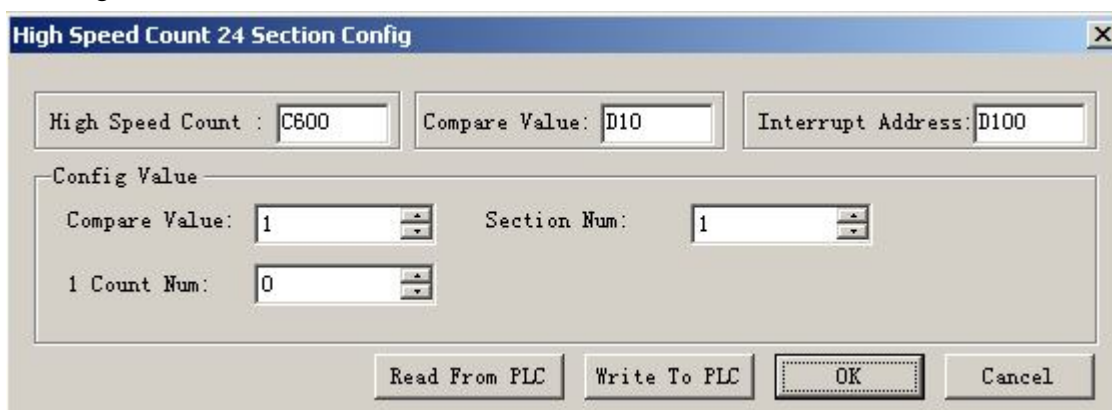 High Speed Count 24 Section Config
High Speed Count : C600 Compare Value: D10 Interrupt Address: D100
Config Value
Compare Value: 1 Section Num: 1
1 Count Num: 0
Read From PLC Write To PLC OK Cancel